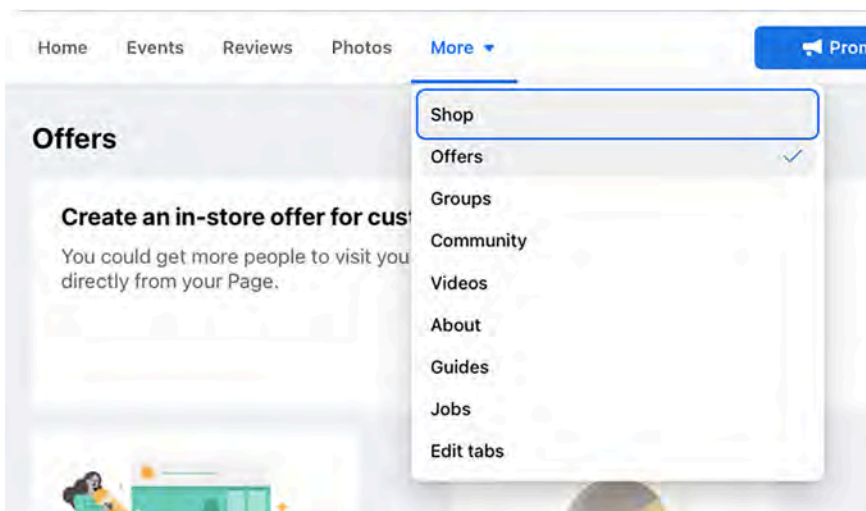 Home Events Reviews Photos More
Offers
Create an in-store offer for
You could get more people to visit you
directly from your Page.
Shop
Offers
Groups
Community
Videos
About
Guides
Jobs
Edit tabs